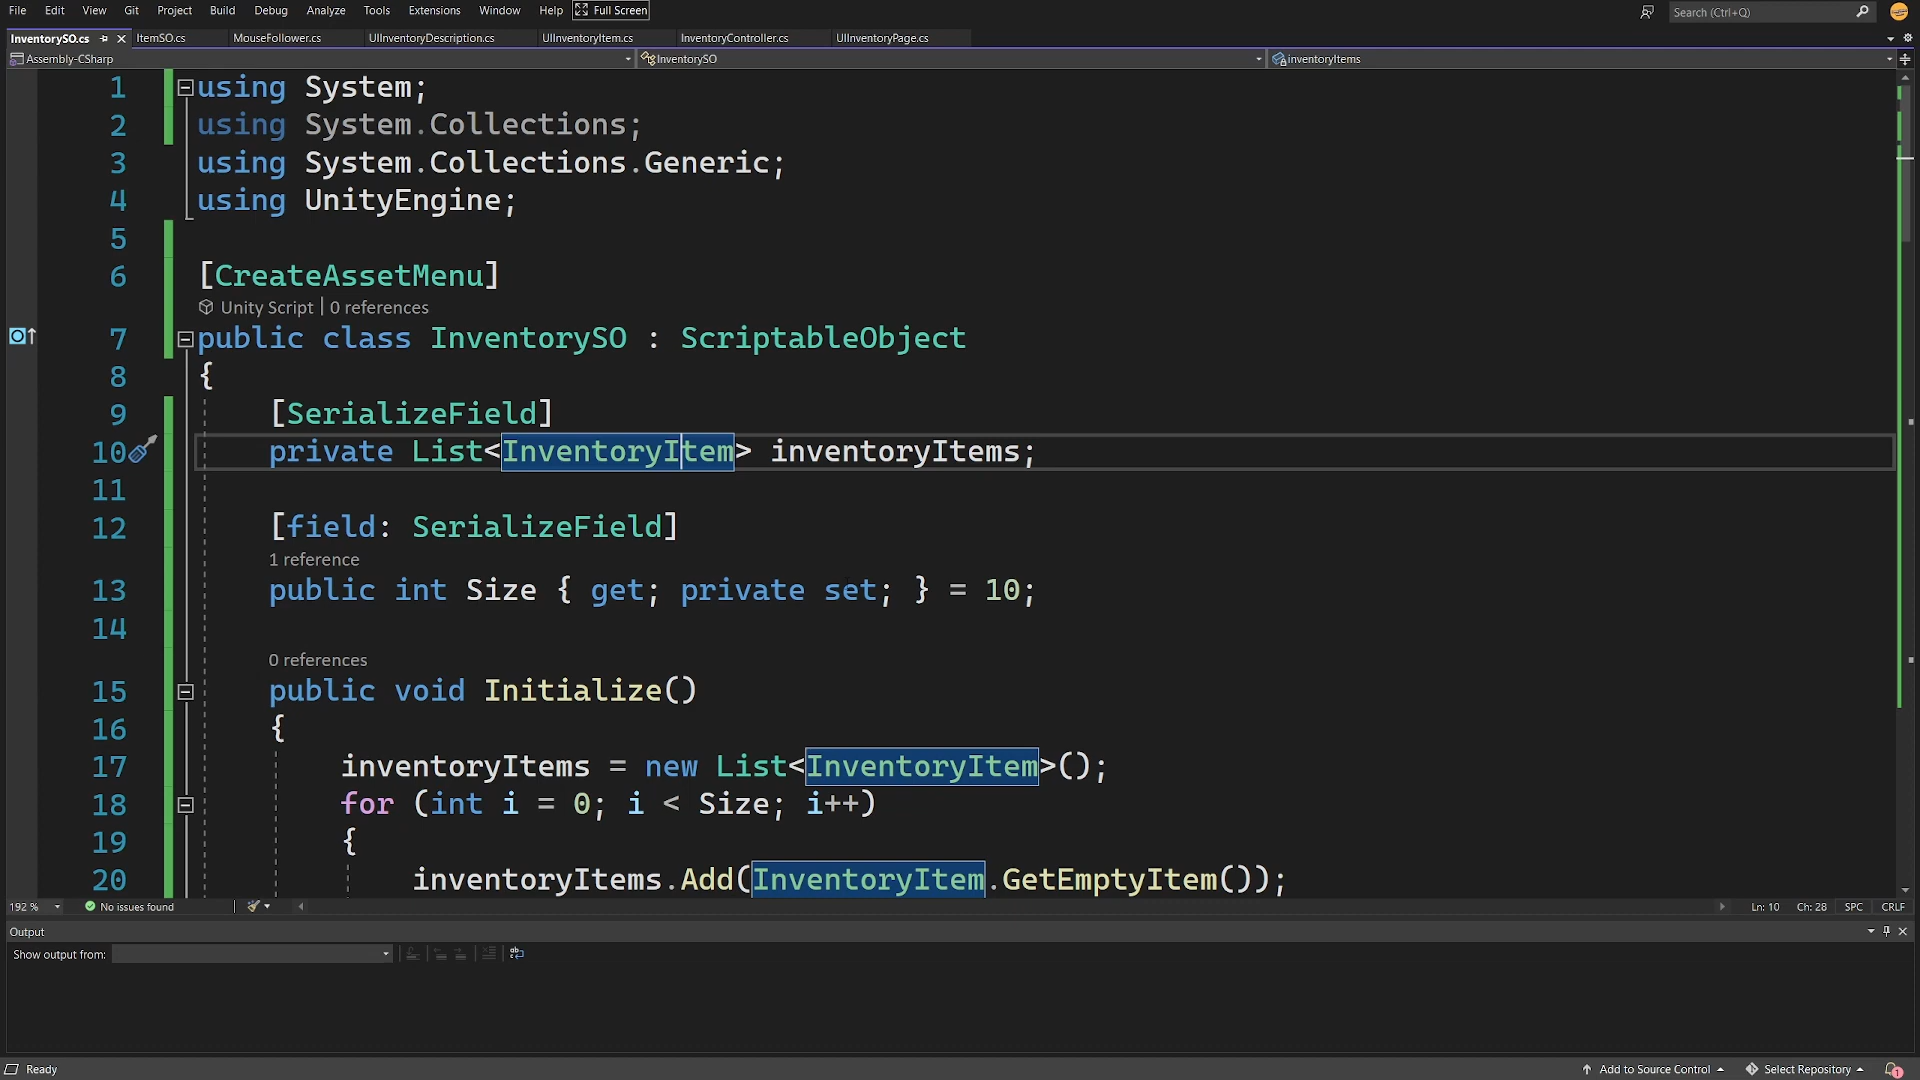 File Edit View Git Project Build Debug Analyze Tools Extensions Window Help Full Screen Search (Ctrl+Q)
InventorySO.cs ItemSO.cs MouseFollower.cs UIInventoryDescription.cs UIInventoryItem.cs InventoryController.cs UIInventoryPage.cs
Assembly-CSharp InventorySO inventoryItems
1 using System;
2 using System.Collections;
3 using System.Collections.Generic;
4 using UnityEngine;
5
6 [CreateAssetMenu]
Unity Script | 0 references
7 public class InventorySO : ScriptableObject
8 {
9 [SerializeField]
10 private List<InventoryItem> inventoryItems;
11
12 [field: SerializeField]
1 reference
13 public int Size { get; private set; } = 10;
14
0 references
15 public void Initialize()
16 {
17 inventoryItems = new List<InventoryItem>();
18 for (int i = 0; i < Size; i++)
19 {
20 inventoryItems.Add(InventoryItem.GetEmptyItem());
192 % No issues found Ln: 10 Ch: 28 SPC CRLF
Output
Show output from:
Ready Add to Source Control Select Repository 1